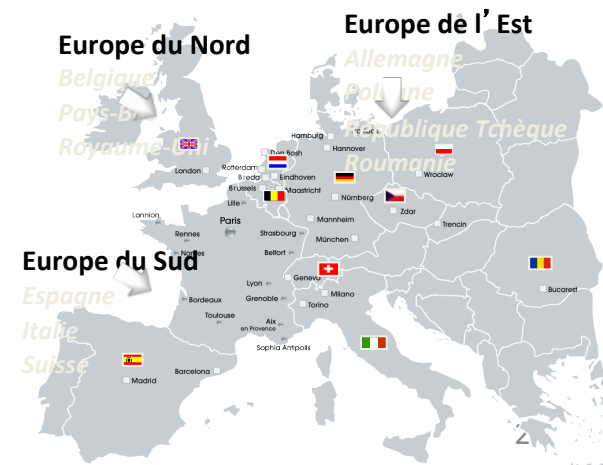 Europe du Nord
Belgique
Pays-B
Royaume-Uni
Europe de l’Est
Allemagne
Pologne
République Tchèque
Roumanie
Europe du Sud
Espagne
Italie
Suisse
Hamburg
Hannover
Den Bosh
Rotterdam
Breda
Eindhoven
London
Brussels
Maastricht
Lille
Wroclaw
Nürnberg
Zdar
Lannion
Paris
Mannheim
Trencin
Rennes
Strasbourg
München
Nantes
Belfort
Lyon
Geneva
Bordeaux
Grenoble
Milano
Torino
Bucarest
Toulouse
Aix
en Provence
Sophia Antipolis
Madrid
Barcelona
2